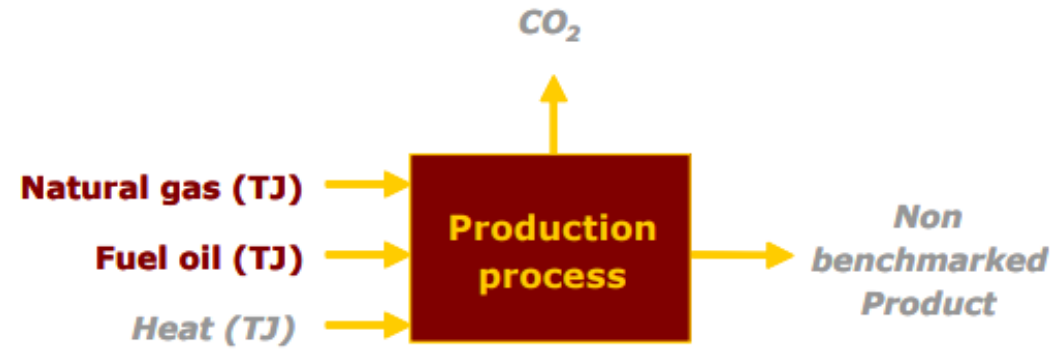 CO2
Natural gas (TJ)
Fuel oil (TJ)
Heat (TJ)
Production
process
Non
benchmarked
Product